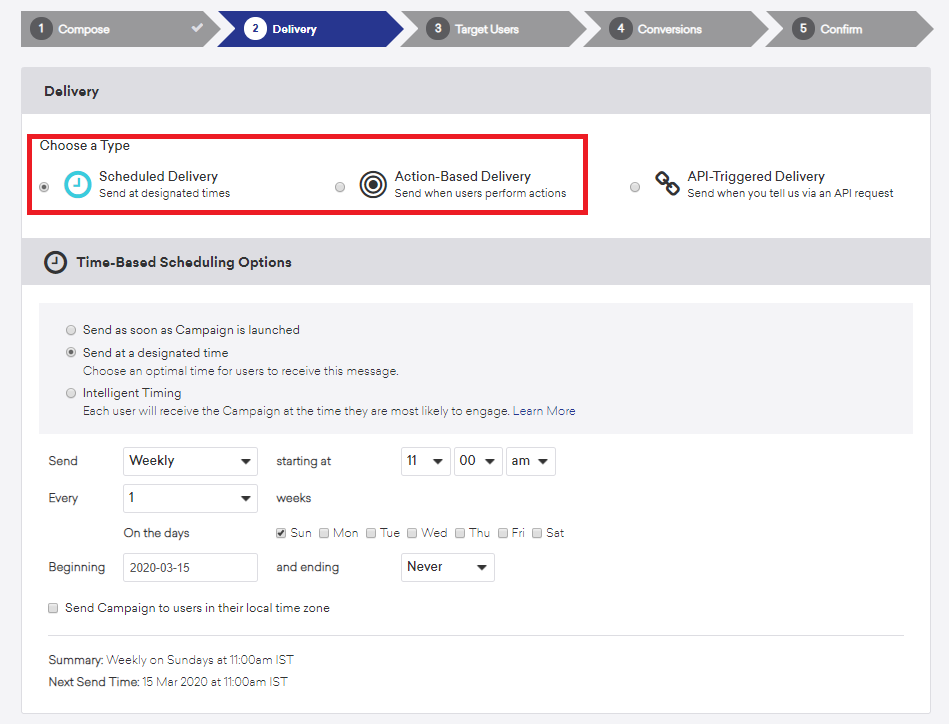 1 Compose 2 Delivery 3 Target Users 4 Conversions 5 Confirm
Delivery
Choose a Type
Scheduled Delivery
Send at designated times
Action-Based Delivery
Send when users perform actions
API-Triggered Delivery
Send when you tell us via an API request
Time-Based Scheduling Options
Send as soon as Campaign is launched
Send at a designated time
Choose an optimal time for users to receive this message.
Intelligent Timing
Each user will receive the Campaign at the time they are most likely to engage. Learn More
Send Weekly starting at 11 00 am
Every 1 weeks
On the days Sun Mon Tue Wed Thu Fri Sat
Beginning 2020-03-15 and ending Never
Send Campaign to users in their local time zone
Summary: Weekly on Sundays at 11:00am IST
Next Send Time: 15 Mar 2020 at 11:00am IST